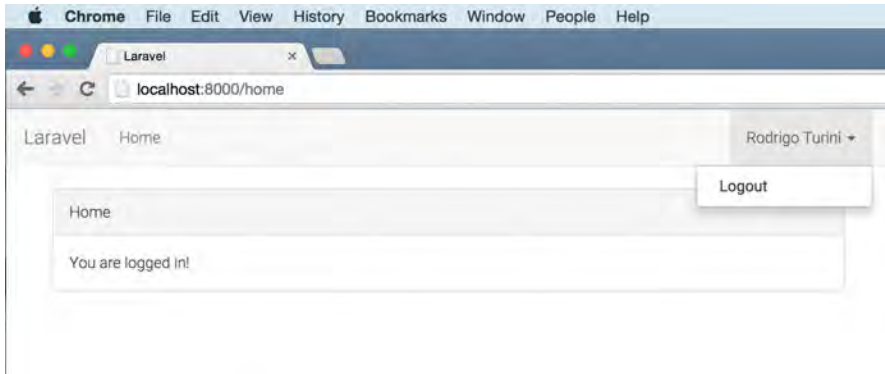 Chrome File Edit View History Bookmarks Window People Help
Laravel
localhost:8000/home
Laravel Home Rodrigo Turini
Logout
Home
You are logged in!